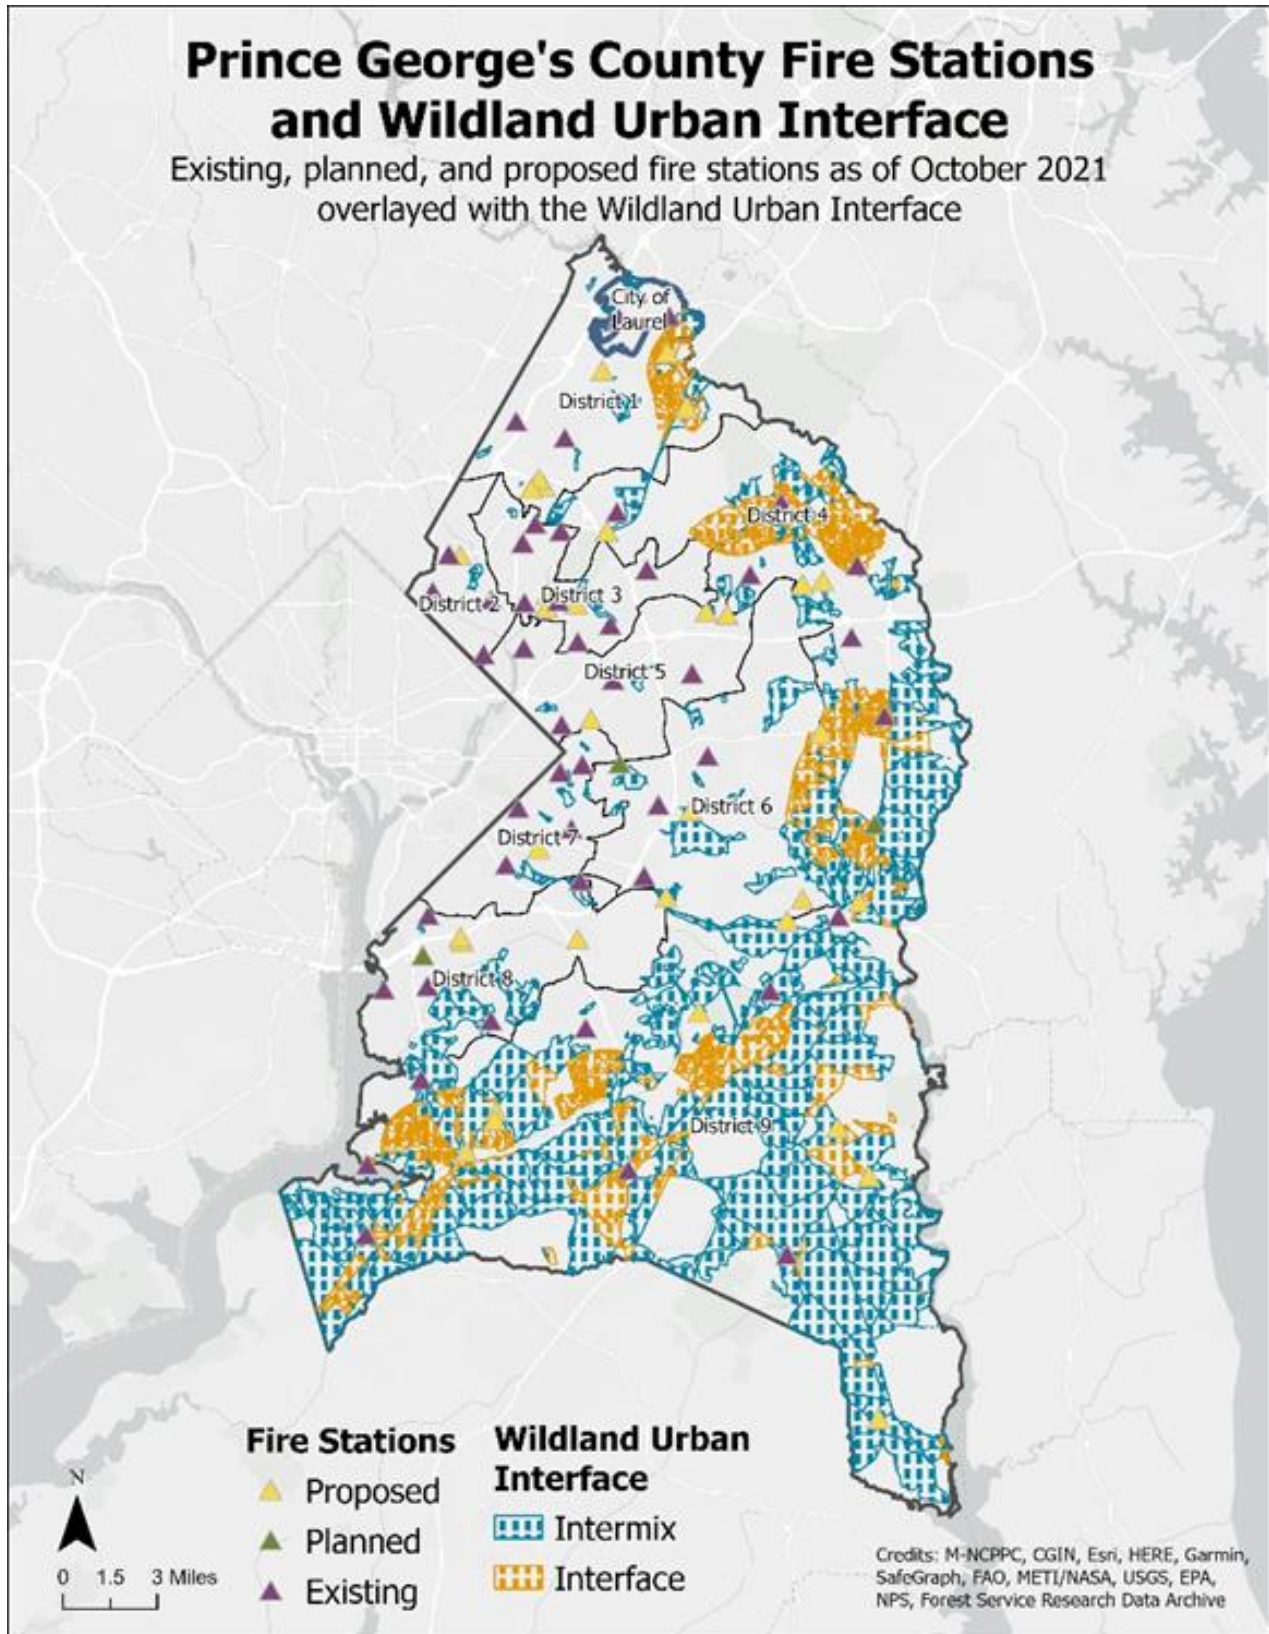 Prince George's County Fire Stations
and Wildland Urban Interface
Existing, planned, and proposed fire stations as of October 2021
overlayed with the Wildland Urban Interface
City of
Laurel
District 1
District 4
District 2
District 3
District 5
District 6
District 7
District 8
District 9
Fire Stations
Proposed
Planned
Existing
Wildland Urban
Interface
Intermix
Interface
N
0 1.5 3 Miles
Credits: M-NCPPC, CGIN, Esri, HERE, Garmin,
SafeGraph, FAO, METI/NASA, USGS, EPA,
NPS, Forest Service Research Data Archive